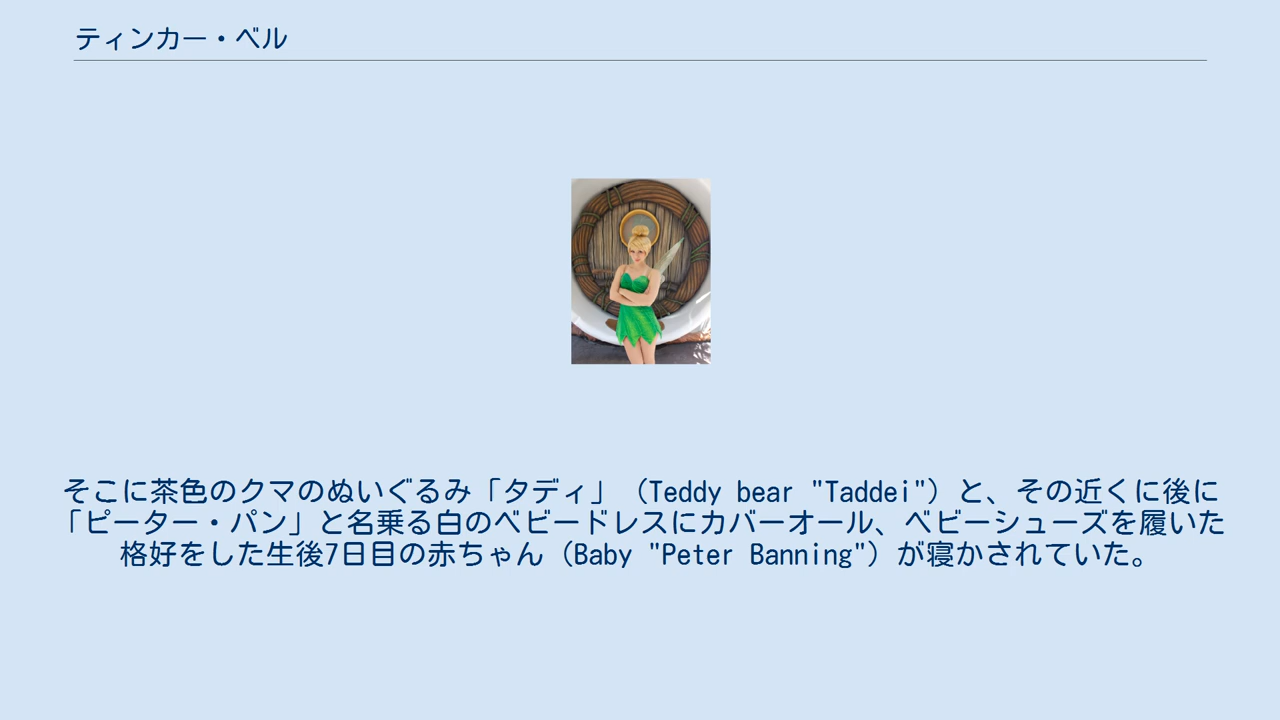 ティンカー・ベル
そこに茶色のクマのぬいぐるみ「タディ」（Teddy bear "Taddei"）と、その近くに後に
「ピーター・パン」と名乗る白のベビードレスにカバーオール、ベビーシューズを履いた
格好をした生後7日目の赤ちゃん（Baby "Peter Banning"）が寝かされていた。